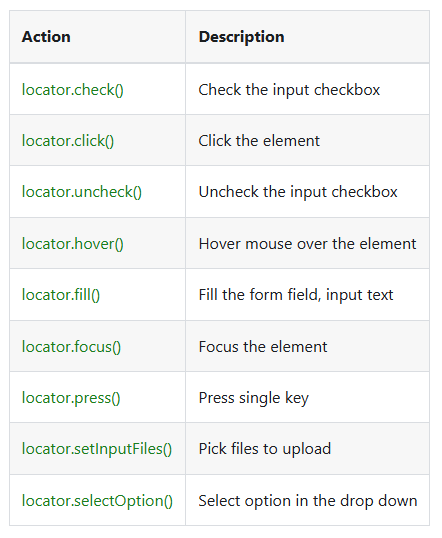 Action Description
locator.check() Check the input checkbox
locator.click() Click the element
locator.uncheck() Uncheck the input checkbox
locator.hover() Hover mouse over the element
locator.fill() Fill the form field, input text
locator.focus() Focus the element
locator.press() Press single key
locator.setInputFiles() Pick files to upload
locator.selectOption() Select option in the drop down